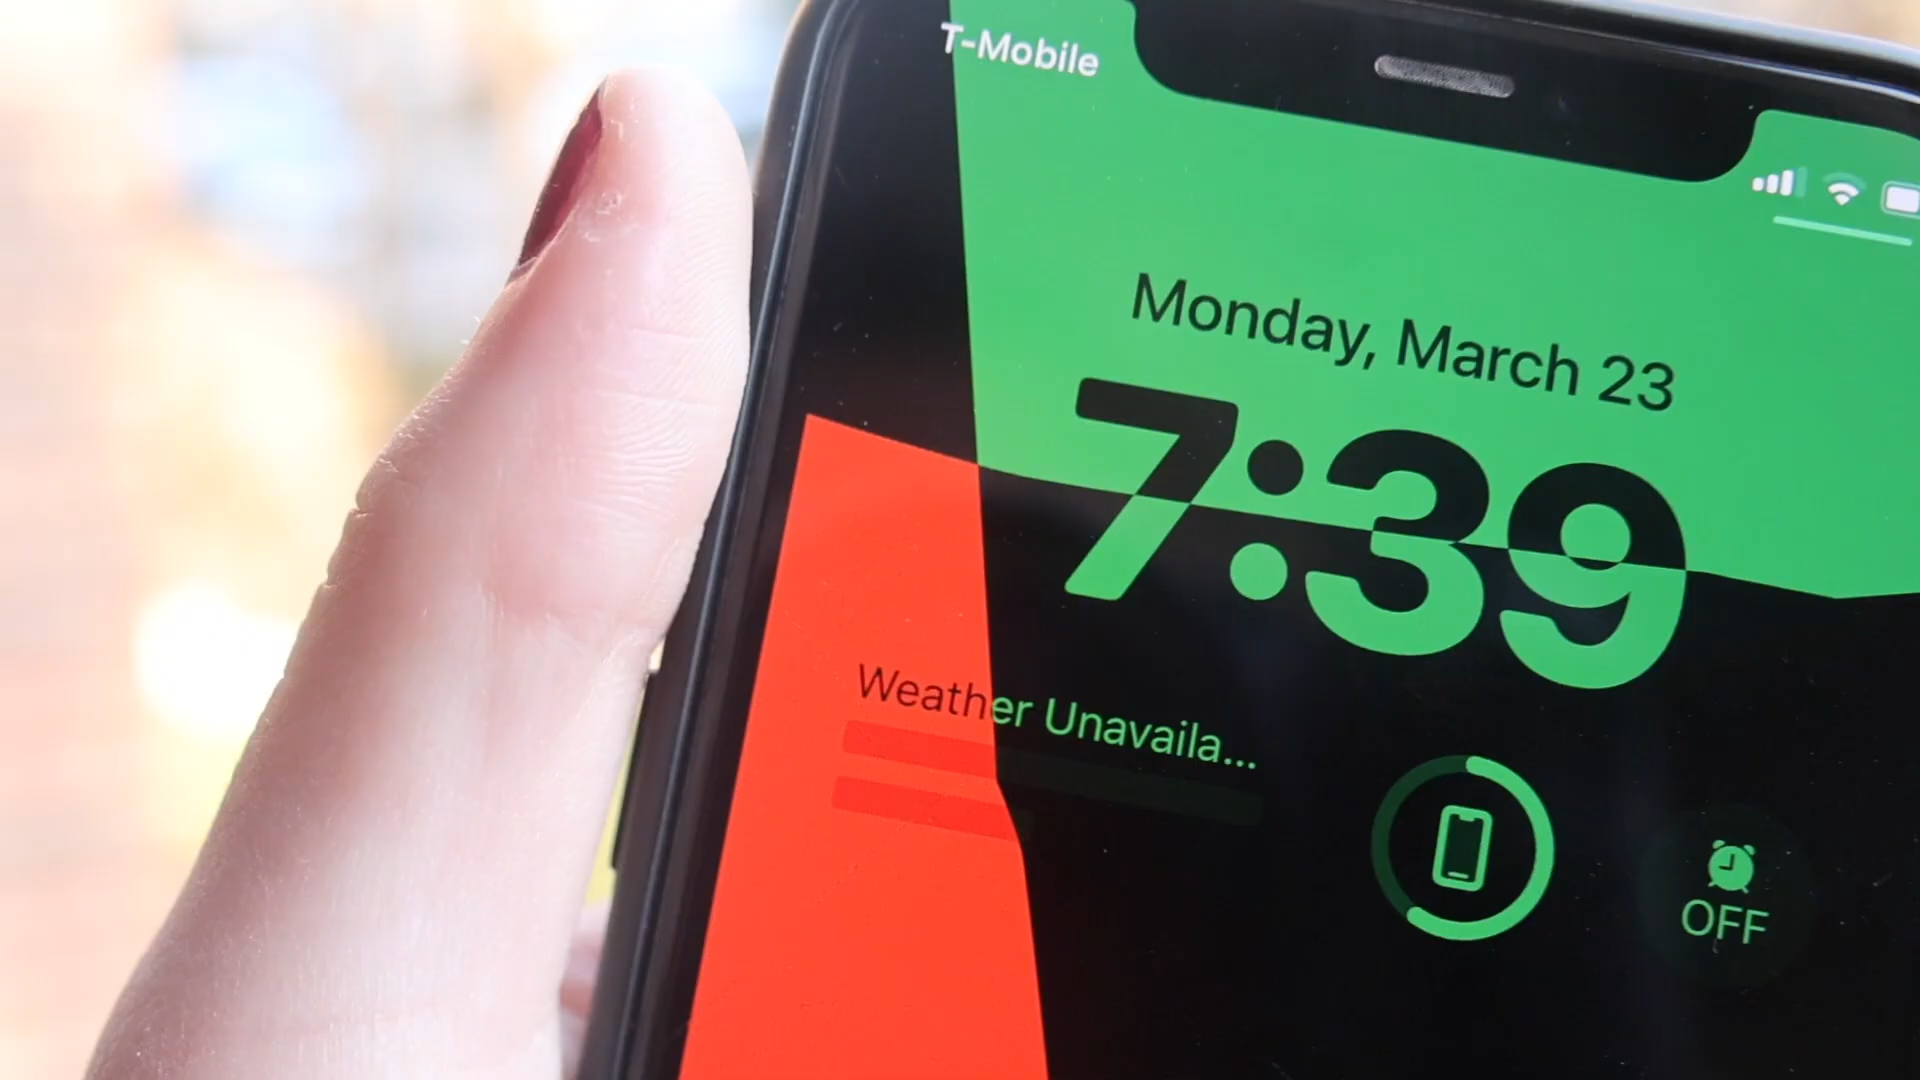 T-Mobile
Monday, March 23
7:39
Weather Unavaila...
OFF